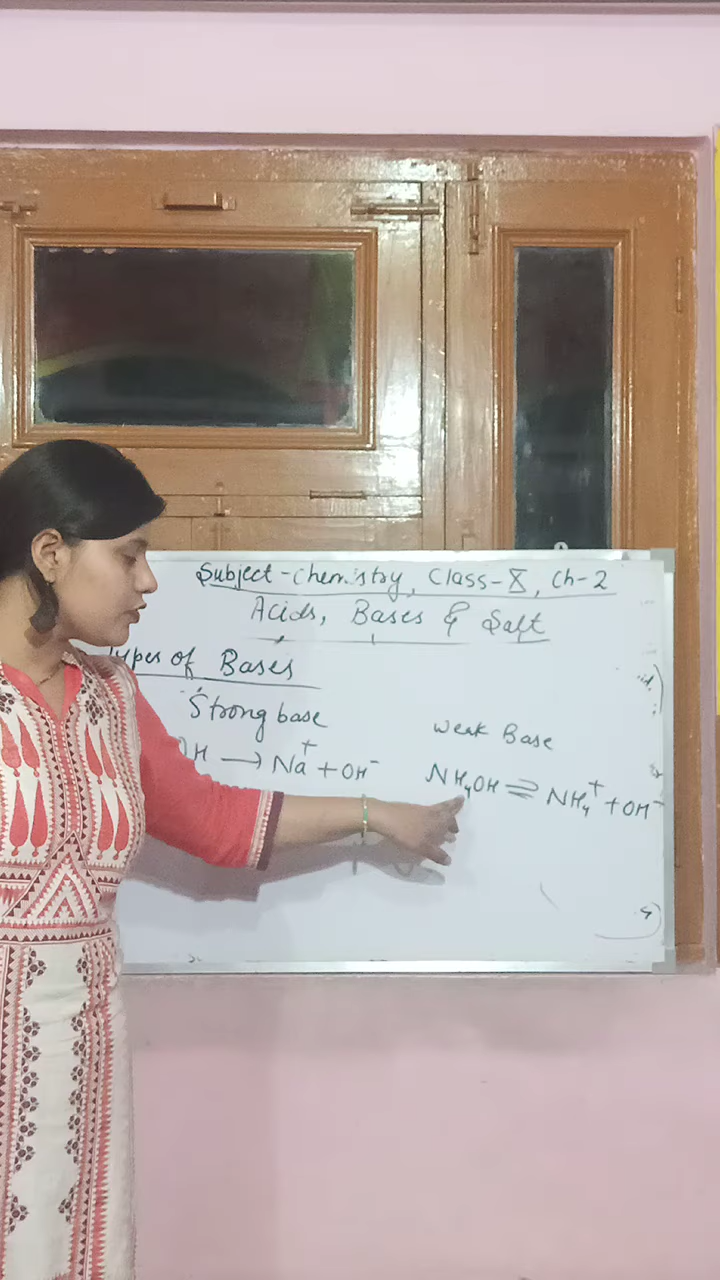 Subject-Chemistry, Class-X, Ch-2
Acids, Bases & Salt
Types of Bases
Strong base
Weak Base
H → Na⁺ + OH⁻
NH₄OH ⇌ NH₄⁺ + OH⁻